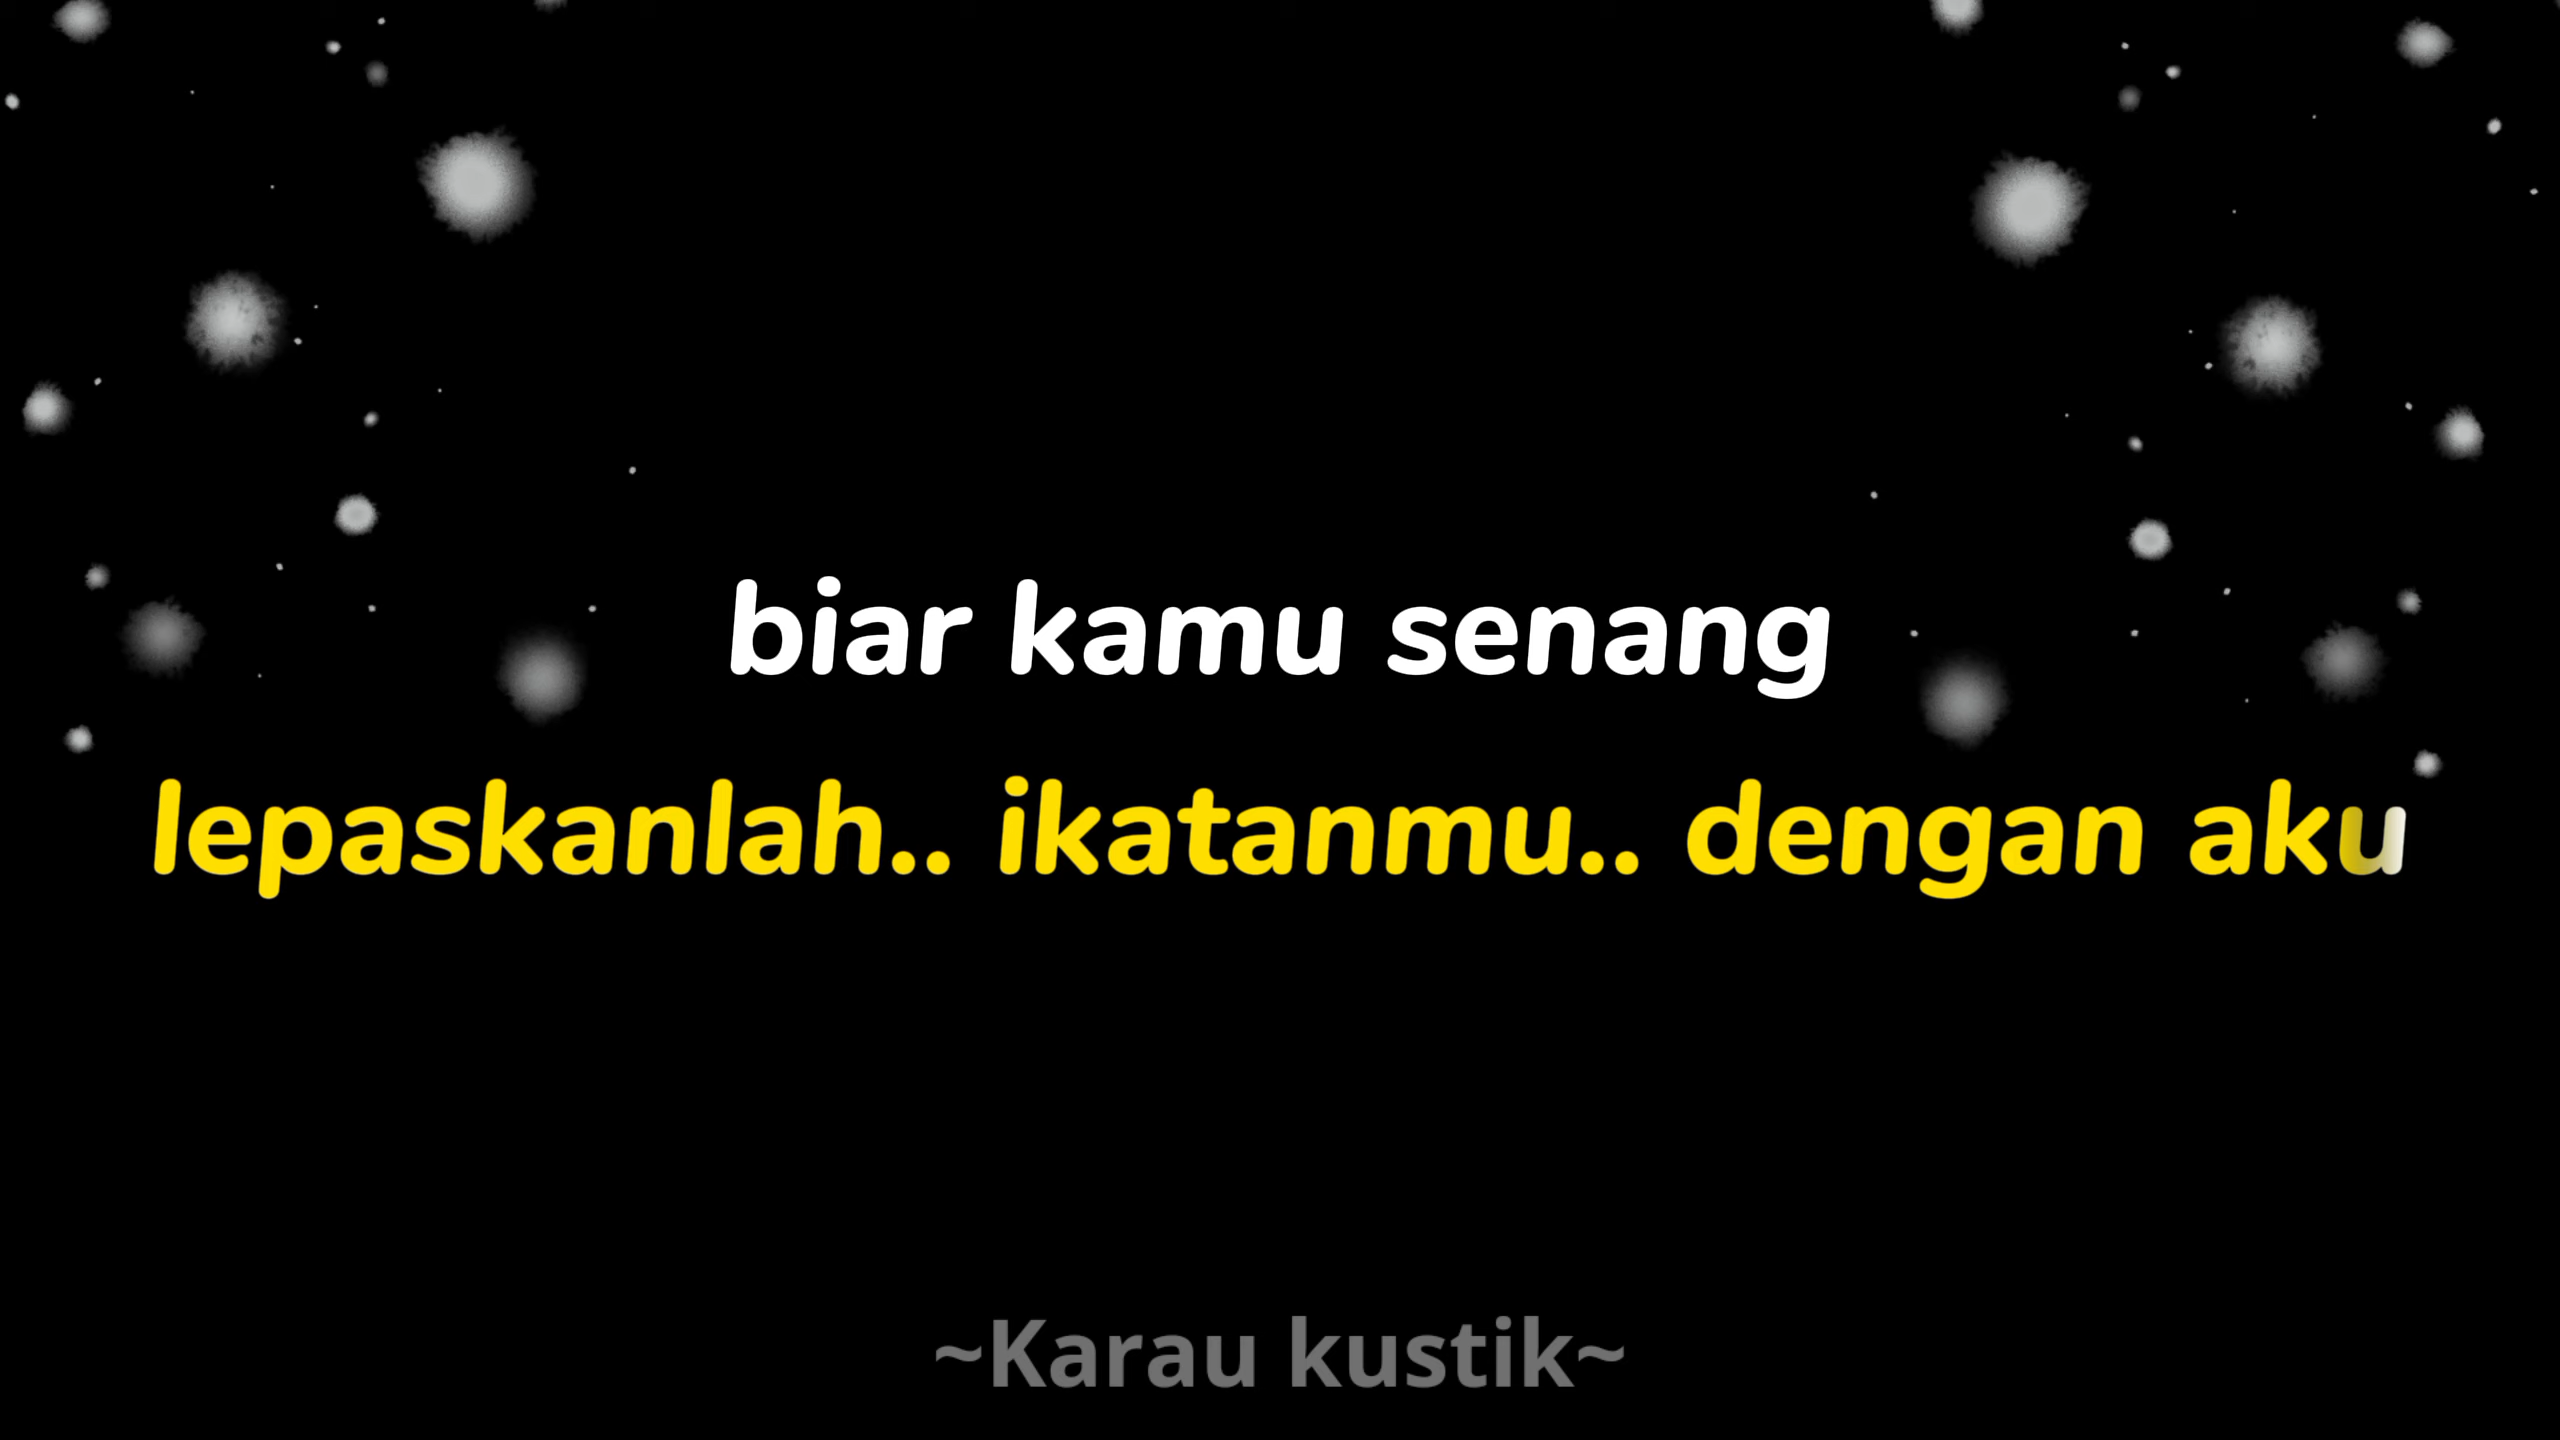 biar kamu senang
lepaskanlah.. ikatanmu.. dengan aku
~Karau kustik~